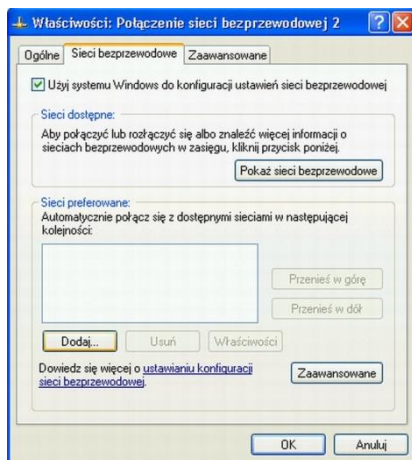 Właściwości: Połączenie sieci bezprzewodowej 2
Ogólne Sieci bezprzewodowe Zaawansowane
Użyj systemu Windows do konfiguracji ustawień sieci bezprzewodowej
Sieci dostępne:
Aby połączyć lub rozłączyć się albo znaleźć więcej informacji o
sieciach bezprzewodowych w zasięgu, kliknij przycisk poniżej.
Pokaż sieci bezprzewodowe
Sieci preferowane:
Automatycznie połącz się z dostępnymi sieciami w następującej
kolejności:
Przenieś w górę
Przenieś w dół
Dodaj... Usuń Właściwości
Dowiedz się więcej o ustawianiu konfiguracji
sieci bezprzewodowej.
Zaawansowane
OK Anuluj